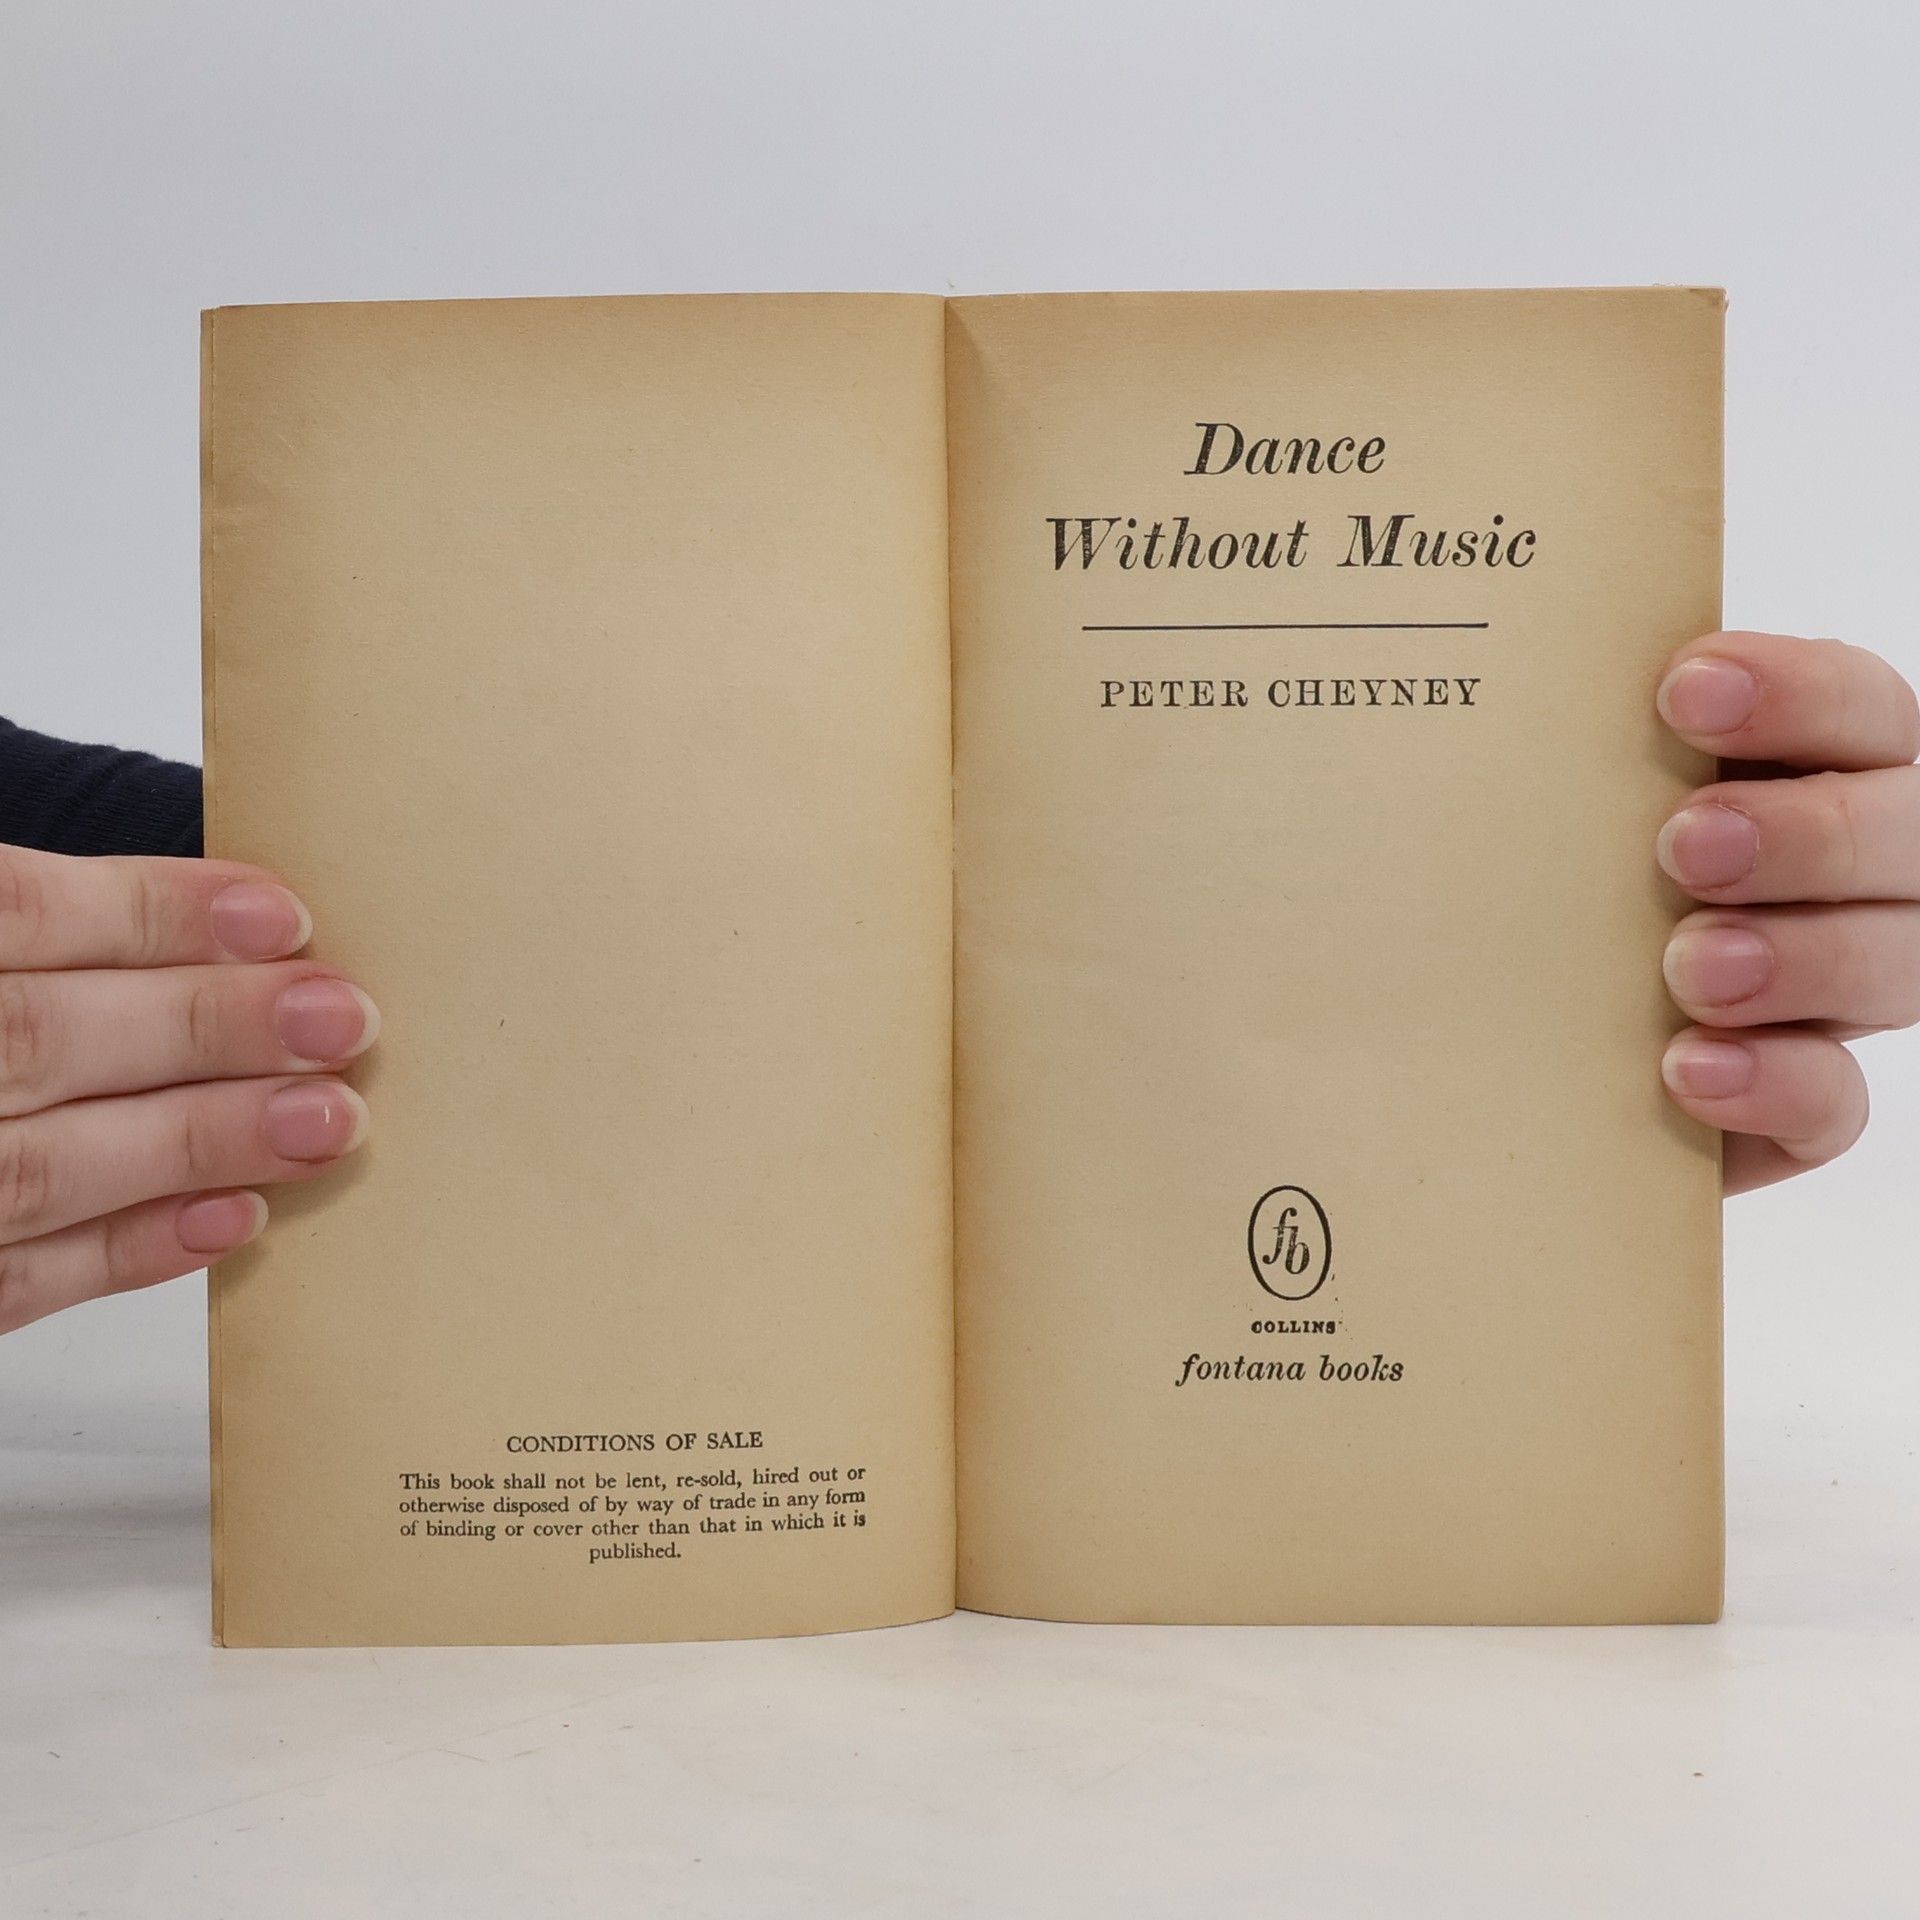 CONDITIONS OF SALE
This book shall not be lent, re-sold, hired out or
otherwise disposed of by way of trade in any form
of binding or cover other than that in which it is
published.
Dance
Without Music
PETER CHEYNEY
fb
COLLINS
fontana books